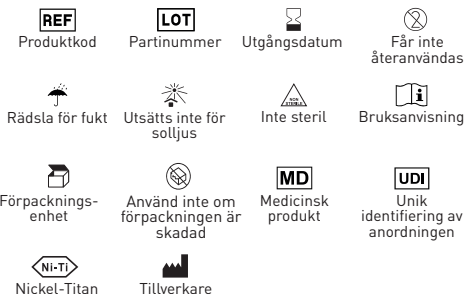 REF
LOT
Produktkod
Partinummer
Utgångsdatum
Får inte
återanvändas
NON
STERILE
Rädsla för fukt
Utsätts inte för
solljus
Inte steril
Bruksanvisning
Förpacknings-
enhet
Använd inte om
förpackningen är
skadad
MD
Medicinsk
produkt
UDI
Unik
identifiering av
anordningen
Ni-Ti
Nickel-Titan
Tillverkare